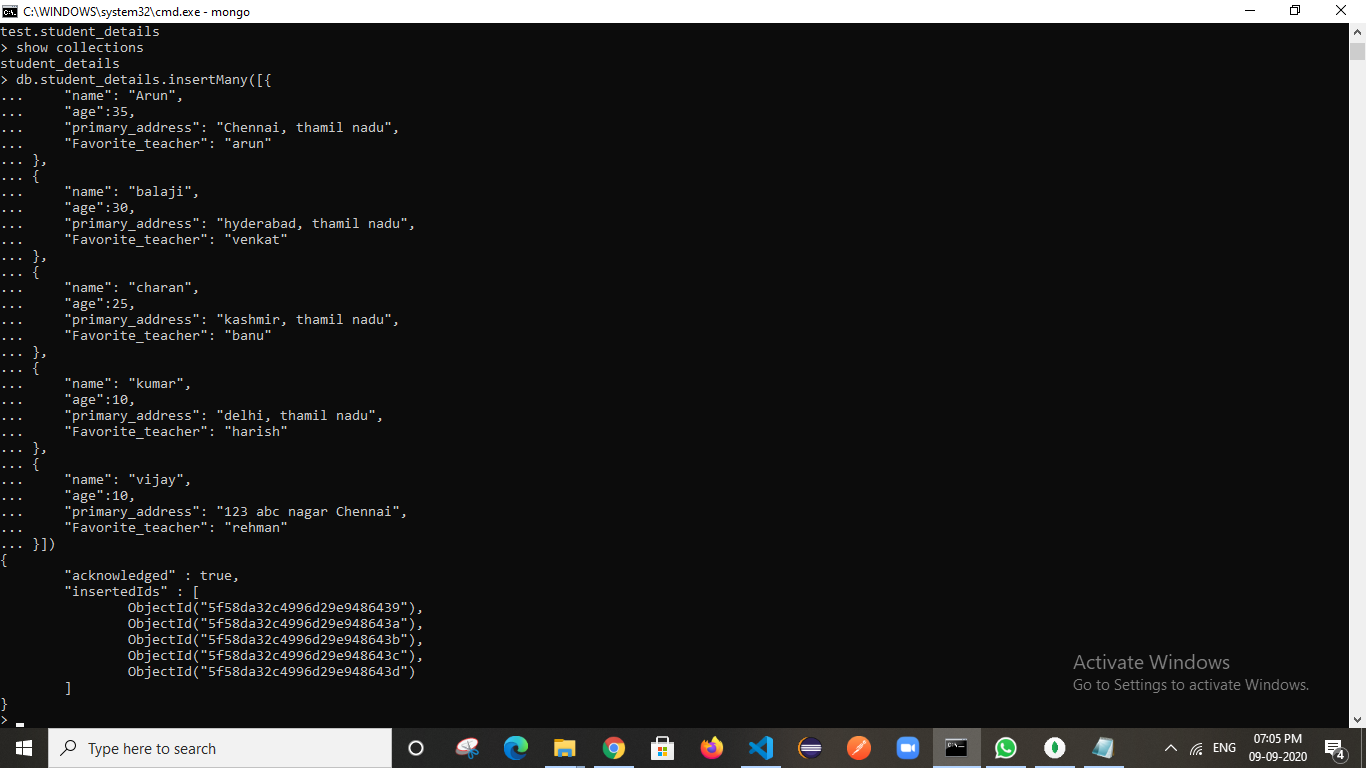 C:\WINDOWS\system32\cmd.exe - mongo
test.student_details
> show collections
student_details
> db.student_details.insertMany([{
...     "name": "Arun",
...     "age":35,
...     "primary_address": "Chennai, thamil nadu",
...     "Favorite_teacher": "arun"
... },
... {
...     "name": "balaji",
...     "age":30,
...     "primary_address": "hyderabad, thamil nadu",
...     "Favorite_teacher": "venkat"
... },
... {
...     "name": "charan",
...     "age":25,
...     "primary_address": "kashmir, thamil nadu",
...     "Favorite_teacher": "banu"
... },
... {
...     "name": "kumar",
...     "age":10,
...     "primary_address": "delhi, thamil nadu",
...     "Favorite_teacher": "harish"
... },
... {
...     "name": "vijay",
...     "age":10,
...     "primary_address": "123 abc nagar Chennai",
...     "Favorite_teacher": "rehman"
... }])
{
        "acknowledged" : true,
        "insertedIds" : [
                ObjectId("5f58da32c4996d29e9486439"),
                ObjectId("5f58da32c4996d29e948643a"),
                ObjectId("5f58da32c4996d29e948643b"),
                ObjectId("5f58da32c4996d29e948643c"),
                ObjectId("5f58da32c4996d29e948643d")
        ]
}
>
Activate Windows
Go to Settings to activate Windows.
Type here to search
ENG
07:05 PM
09-09-2020
4